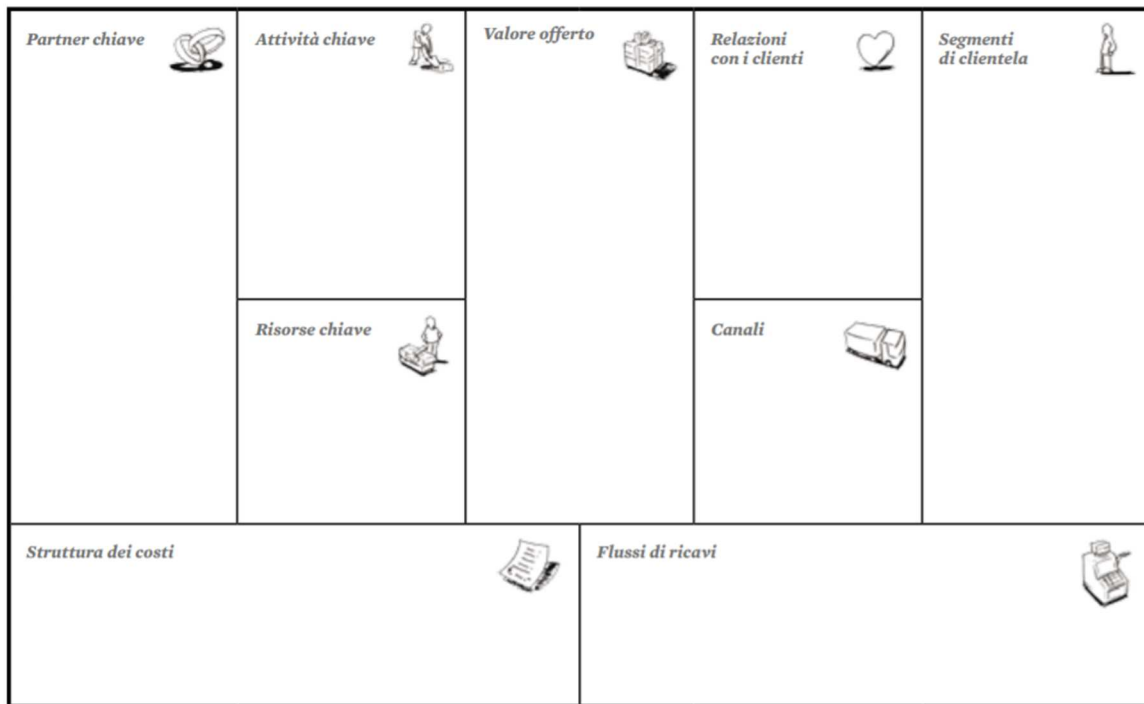 Partner chiave
Attività chiave
Valore offerto
Relazioni
con i clienti
Segmenti
di clientela
Risorse chiave
Canali
Struttura dei costi
Flussi di ricavi